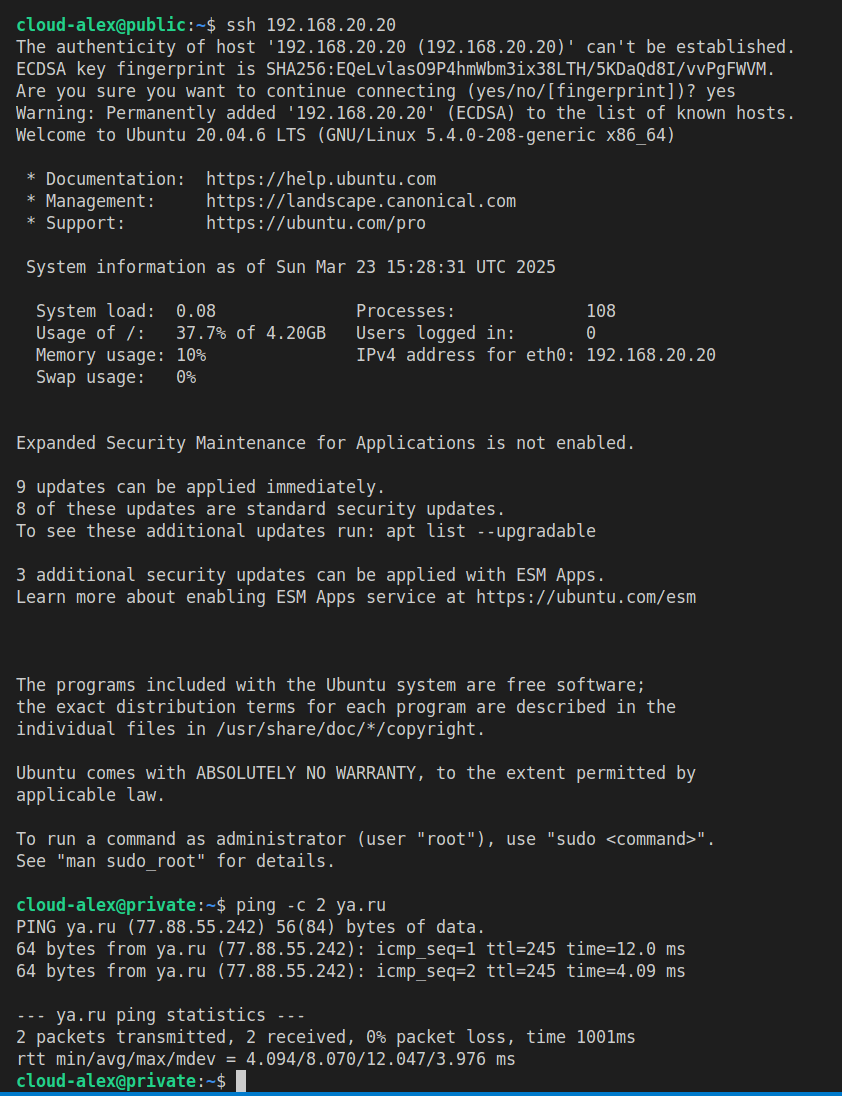 cloud-alex@public:~$ ssh 192.168.20.20
The authenticity of host '192.168.20.20 (192.168.20.20)' can't be established.
ECDSA key fingerprint is SHA256:EQeLvlasO9P4hmWbm3ix38LTH/5KDaQd8I/vvPgFWVM.
Are you sure you want to continue connecting (yes/no/[fingerprint])? yes
Warning: Permanently added '192.168.20.20' (ECDSA) to the list of known hosts.
Welcome to Ubuntu 20.04.6 LTS (GNU/Linux 5.4.0-208-generic x86_64)

 * Documentation:  https://help.ubuntu.com
 * Management:     https://landscape.canonical.com
 * Support:        https://ubuntu.com/pro

 System information as of Sun Mar 23 15:28:31 UTC 2025

  System load:  0.08              Processes:             108
  Usage of /:   37.7% of 4.20GB   Users logged in:       0
  Memory usage: 10%               IPv4 address for eth0: 192.168.20.20
  Swap usage:   0%

Expanded Security Maintenance for Applications is not enabled.

9 updates can be applied immediately.
8 of these updates are standard security updates.
To see these additional updates run: apt list --upgradable

3 additional security updates can be applied with ESM Apps.
Learn more about enabling ESM Apps service at https://ubuntu.com/esm

The programs included with the Ubuntu system are free software;
the exact distribution terms for each program are described in the
individual files in /usr/share/doc/*/copyright.

Ubuntu comes with ABSOLUTELY NO WARRANTY, to the extent permitted by
applicable law.

To run a command as administrator (user "root"), use "sudo <command>".
See "man sudo_root" for details.

cloud-alex@private:~$ ping -c 2 ya.ru
PING ya.ru (77.88.55.242) 56(84) bytes of data.
64 bytes from ya.ru (77.88.55.242): icmp_seq=1 ttl=245 time=12.0 ms
64 bytes from ya.ru (77.88.55.242): icmp_seq=2 ttl=245 time=4.09 ms

--- ya.ru ping statistics ---
2 packets transmitted, 2 received, 0% packet loss, time 1001ms
rtt min/avg/max/mdev = 4.094/8.070/12.047/3.976 ms
cloud-alex@private:~$